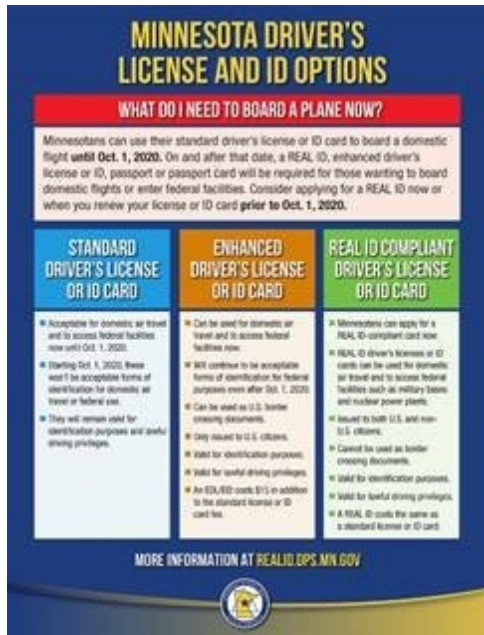 MINNESOTA DRIVER'S
LICENSE AND ID OPTIONS
WHAT DO I NEED TO BOARD A PLANE NOW?
Minnesotans can use their standard driver's license or ID card to board a domestic
flight until Oct. 1, 2020. On and after that date, a REAL ID, enhanced driver's
license or ID, passport or passport card will be required for those wanting to board
domestic flights or enter federal facilities. Consider applying for a REAL ID now or
when you renew your license or ID card prior to Oct. 1, 2020.
STANDARD
DRIVER'S LICENSE
OR ID CARD
Acceptable for domestic air travel
and to access federal facilities
now until Oct. 1, 2020.
Starting Oct. 1, 2020, these
won't be acceptable forms of
identification for domestic air
travel or federal use.
They will remain valid for
identification purposes and lawful
driving privileges.
ENHANCED
DRIVER'S LICENSE
OR ID CARD
Can be used for domestic air
travel and to access federal
facilities now.
Will continue to be acceptable
forms of identification for federal
purposes even after Oct. 1, 2020.
Can be used as U.S. border
crossing documents.
Only issued to U.S. citizens.
Valid for identification purposes.
Valid for lawful driving privileges.
An EDL/EID costs $15 in addition
to the standard license or ID
card fee.
REAL ID COMPLIANT
DRIVER'S LICENSE
OR ID CARD
Minnesotans can apply for a
REAL ID-compliant card now.
REAL ID driver's licenses or ID
cards can be used for domestic
air travel and to access federal
facilities such as military bases
and nuclear power plants.
Issued to both U.S. and non-
U.S. citizens.
Cannot be used as border
crossing documents.
Valid for identification purposes.
Valid for lawful driving privileges.
A REAL ID costs the same as
a standard license or ID card.
MORE INFORMATION AT REALID.DPS.MN.GOV